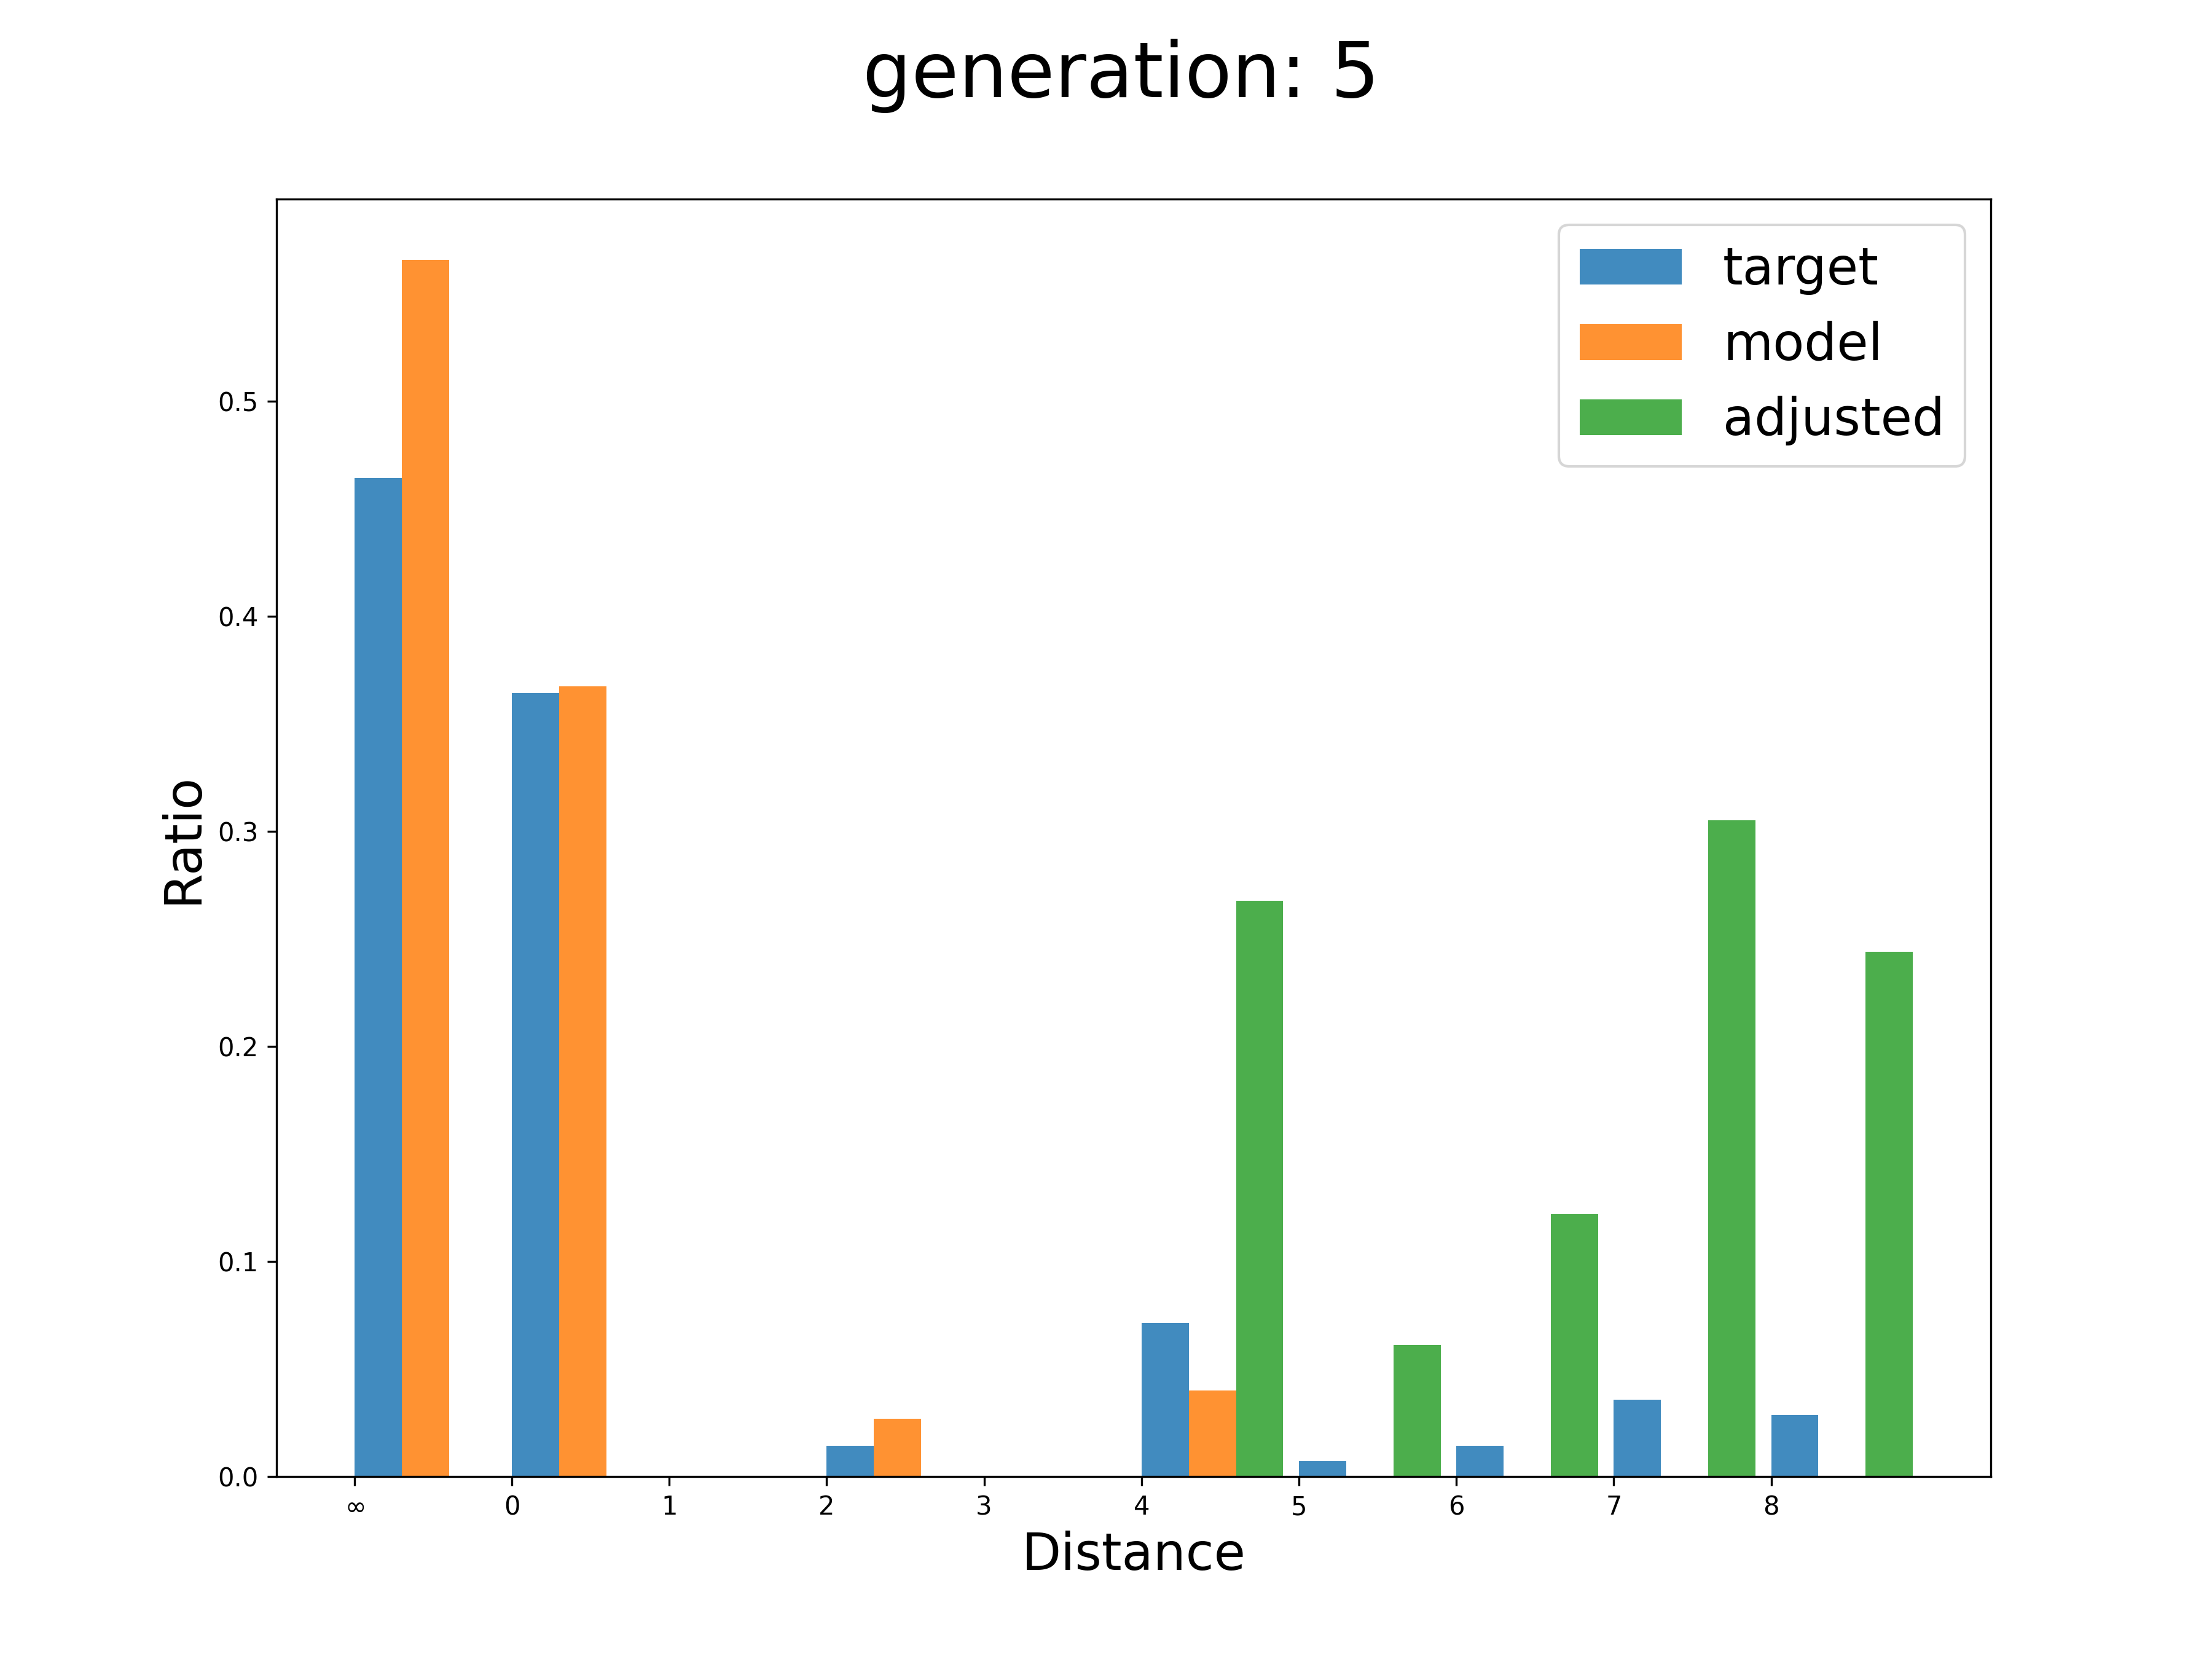 generation: 5
target
model
adjusted
Ratio
0.5
0.4
0.3
0.2
0.1
0.0
∞ 0 1 2 3 4 5 6 7 8
Distance